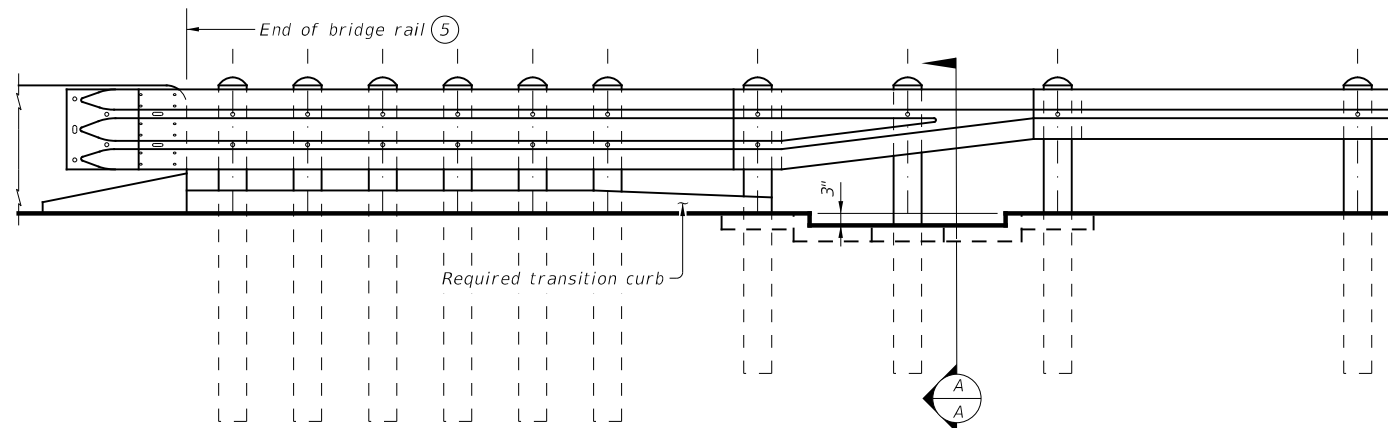 End of bridge rail 5
3"
Required transition curb
A
A